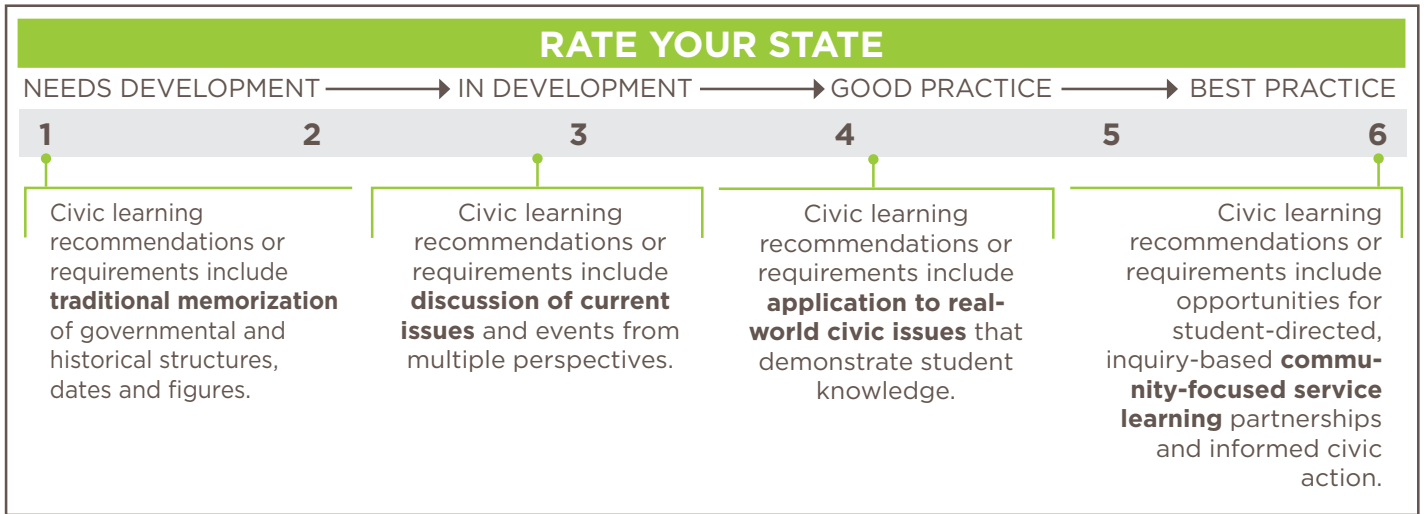 RATE YOUR STATE
NEEDS DEVELOPMENT IN DEVELOPMENT GOOD PRACTICE BEST PRACTICE
1 2 3 4 5 6
Civic learning
recommendations or
requirements include
traditional memorization
of governmental and
historical structures,
dates and figures.
Civic learning
recommendations or
requirements include
discussion of current
issues and events from
multiple perspectives.
Civic learning
recommendations or
requirements include
application to real-
world civic issues that
demonstrate student
knowledge.
Civic learning
recommendations or
requirements include
opportunities for
student-directed,
inquiry-based commu-
nity-focused service
learning partnerships
and informed civic
action.